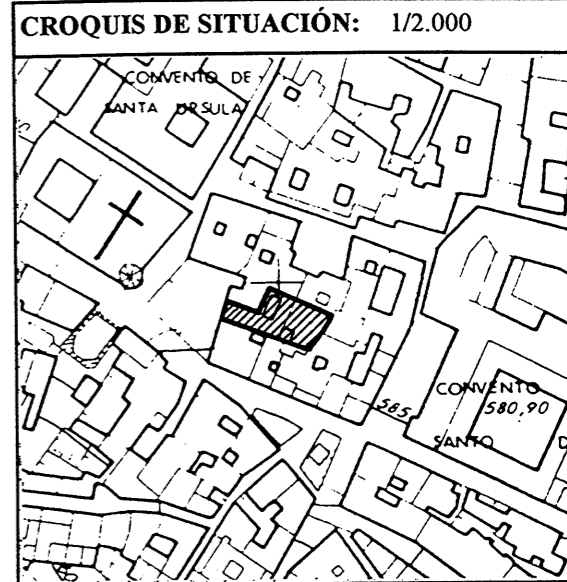 CROQUIS DE SITUACIÓN: 1/2.000
CONVENTO DE
SANTA URSULA
585
CONVENTO
580,90
SANTO D